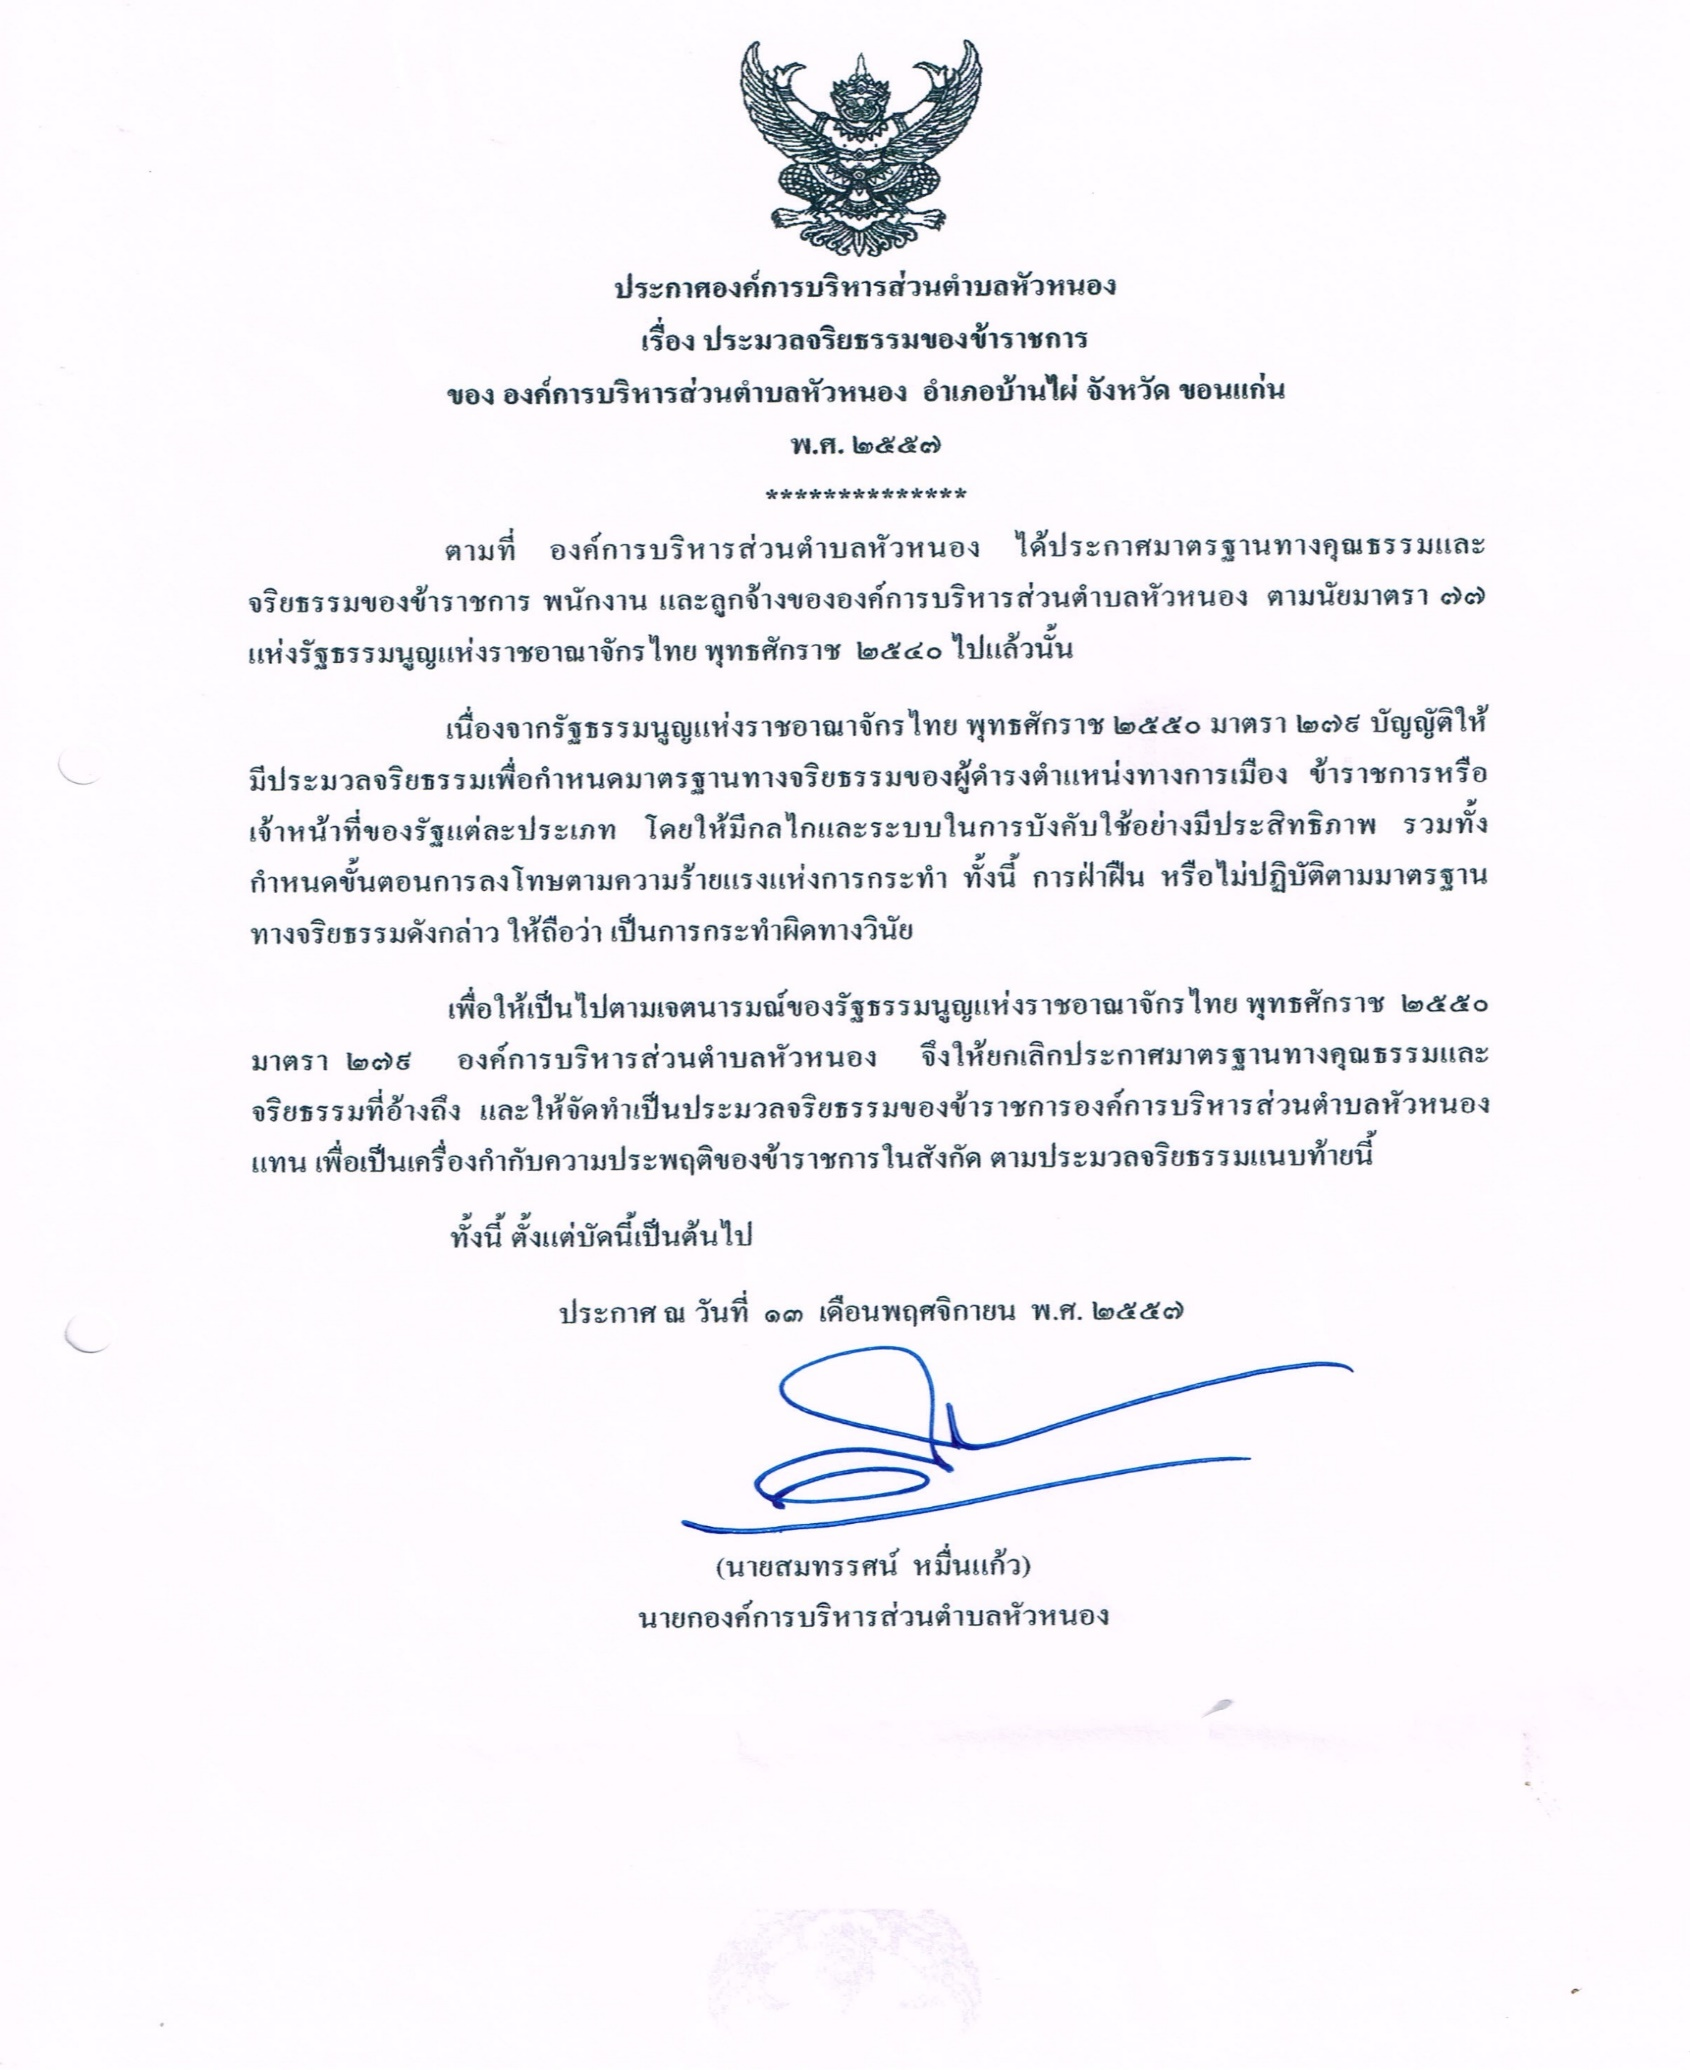 ประกาศองค์การบริหารส่วนตำบลหัวหนอง
เรื่อง ประมวลจริยธรรมของข้าราชการ
ของ องค์การบริหารส่วนตำบลหัวหนอง อำเภอบ้านไผ่ จังหวัด ขอนแก่น
พ.ศ. ๒๕๕๗
**************
ตามที่ องค์การบริหารส่วนตำบลหัวหนอง ได้ประกาศมาตรฐานทางคุณธรรมและ
จริยธรรมของข้าราชการ พนักงาน และลูกจ้างขององค์การบริหารส่วนตำบลหัวหนอง ตามนัยมาตรา ๗๗
แห่งรัฐธรรมนูญแห่งราชอาณาจักรไทย พุทธศักราช ๒๕๔๐ ไปแล้วนั้น
เนื่องจากรัฐธรรมนูญแห่งราชอาณาจักรไทย พุทธศักราช ๒๕๕๐ มาตรา ๒๗๙ บัญญัติให้
มีประมวลจริยธรรมเพื่อกำหนดมาตรฐานทางจริยธรรมของผู้ดำรงตำแหน่งทางการเมือง ข้าราชการหรือ
เจ้าหน้าที่ของรัฐแต่ละประเภท โดยให้มีกลไกและระบบในการบังคับใช้อย่างมีประสิทธิภาพ รวมทั้ง
กำหนดขั้นตอนการลงโทษตามความร้ายแรงแห่งการกระทำ ทั้งนี้ การฝ่าฝืน หรือไม่ปฏิบัติตามมาตรฐาน
ทางจริยธรรมดังกล่าว ให้ถือว่า เป็นการกระทำผิดทางวินัย
เพื่อให้เป็นไปตามเจตนารมณ์ของรัฐธรรมนูญแห่งราชอาณาจักรไทย พุทธศักราช ๒๕๕๐
มาตรา ๒๗๙ องค์การบริหารส่วนตำบลหัวหนอง จึงให้ยกเลิกประกาศมาตรฐานทางคุณธรรมและ
จริยธรรมที่อ้างถึง และให้จัดทำเป็นประมวลจริยธรรมของข้าราชการองค์การบริหารส่วนตำบลหัวหนอง
แทน เพื่อเป็นเครื่องกำกับความประพฤติของข้าราชการในสังกัด ตามประมวลจริยธรรมแนบท้ายนี้
ทั้งนี้ ตั้งแต่บัดนี้เป็นต้นไป
ประกาศ ณ วันที่ ๑๓ เดือนพฤศจิกายน พ.ศ. ๒๕๕๗
(นายสมทรรศน์ หมื่นแก้ว)
นายกองค์การบริหารส่วนตำบลหัวหนอง